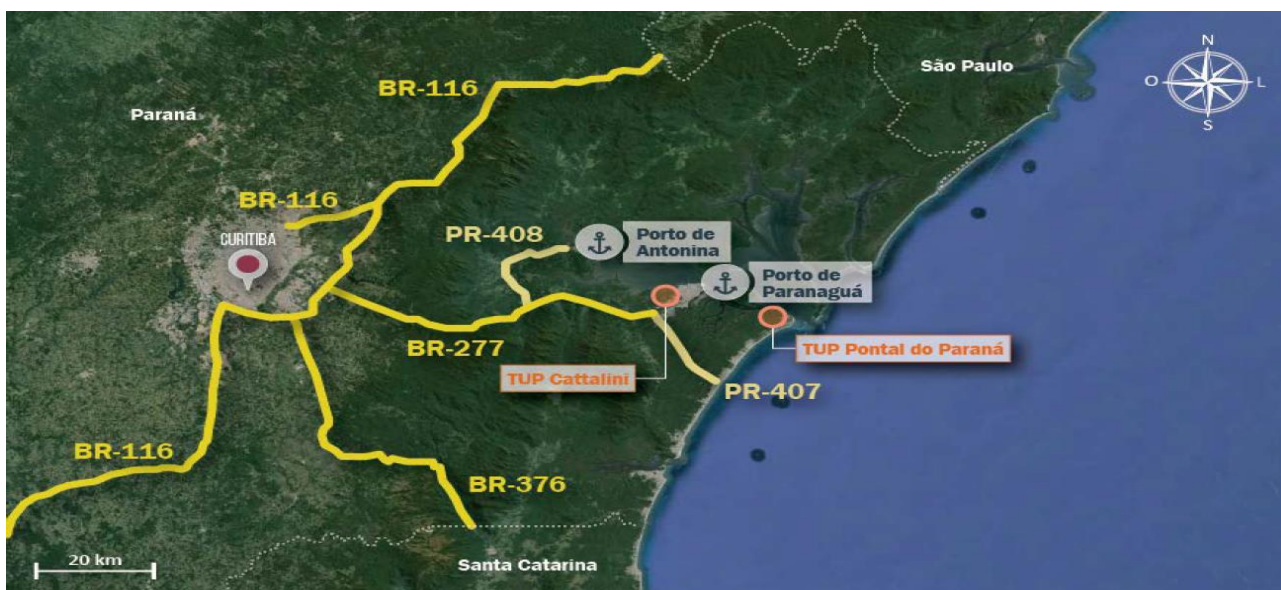 N
São Paulo
O
L
BR-116
Paraná
S
BR-116
CURITIBA
PR-408
Porto de
Antonina
Porto de
Paranaguá
BR-277
TUP Pontal do Paraná
TUP Cattalini
PR-407
BR-116
BR-376
20 km
Santa Catarina